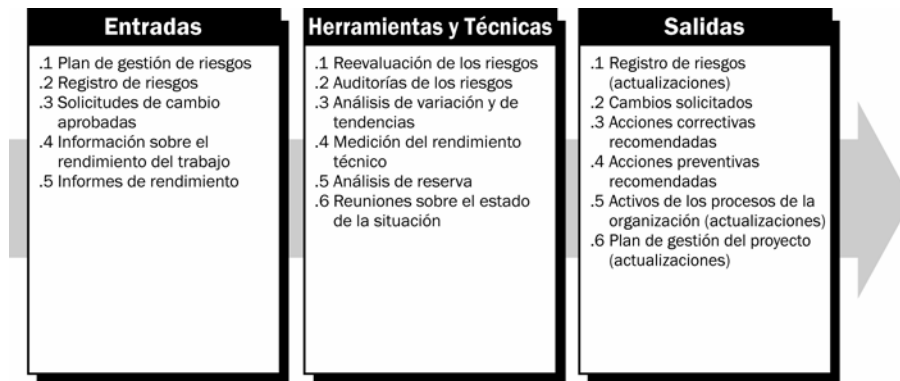 Entradas
.1 Plan de gestión de riesgos
.2 Registro de riesgos
.3 Solicitudes de cambio
aprobadas
.4 Información sobre el
rendimiento del trabajo
.5 Informes de rendimiento
Herramientas y Técnicas
.1 Reevaluación de los riesgos
.2 Auditorías de los riesgos
.3 Análisis de variación y de
tendencias
.4 Medición del rendimiento
técnico
.5 Análisis de reserva
.6 Reuniones sobre el estado
de la situación
Salidas
.1 Registro de riesgos
(actualizaciones)
.2 Cambios solicitados
.3 Acciones correctivas
recomendadas
.4 Acciones preventivas
recomendadas
.5 Activos de los procesos de la
organización (actualizaciones)
.6 Plan de gestión del proyecto
(actualizaciones)